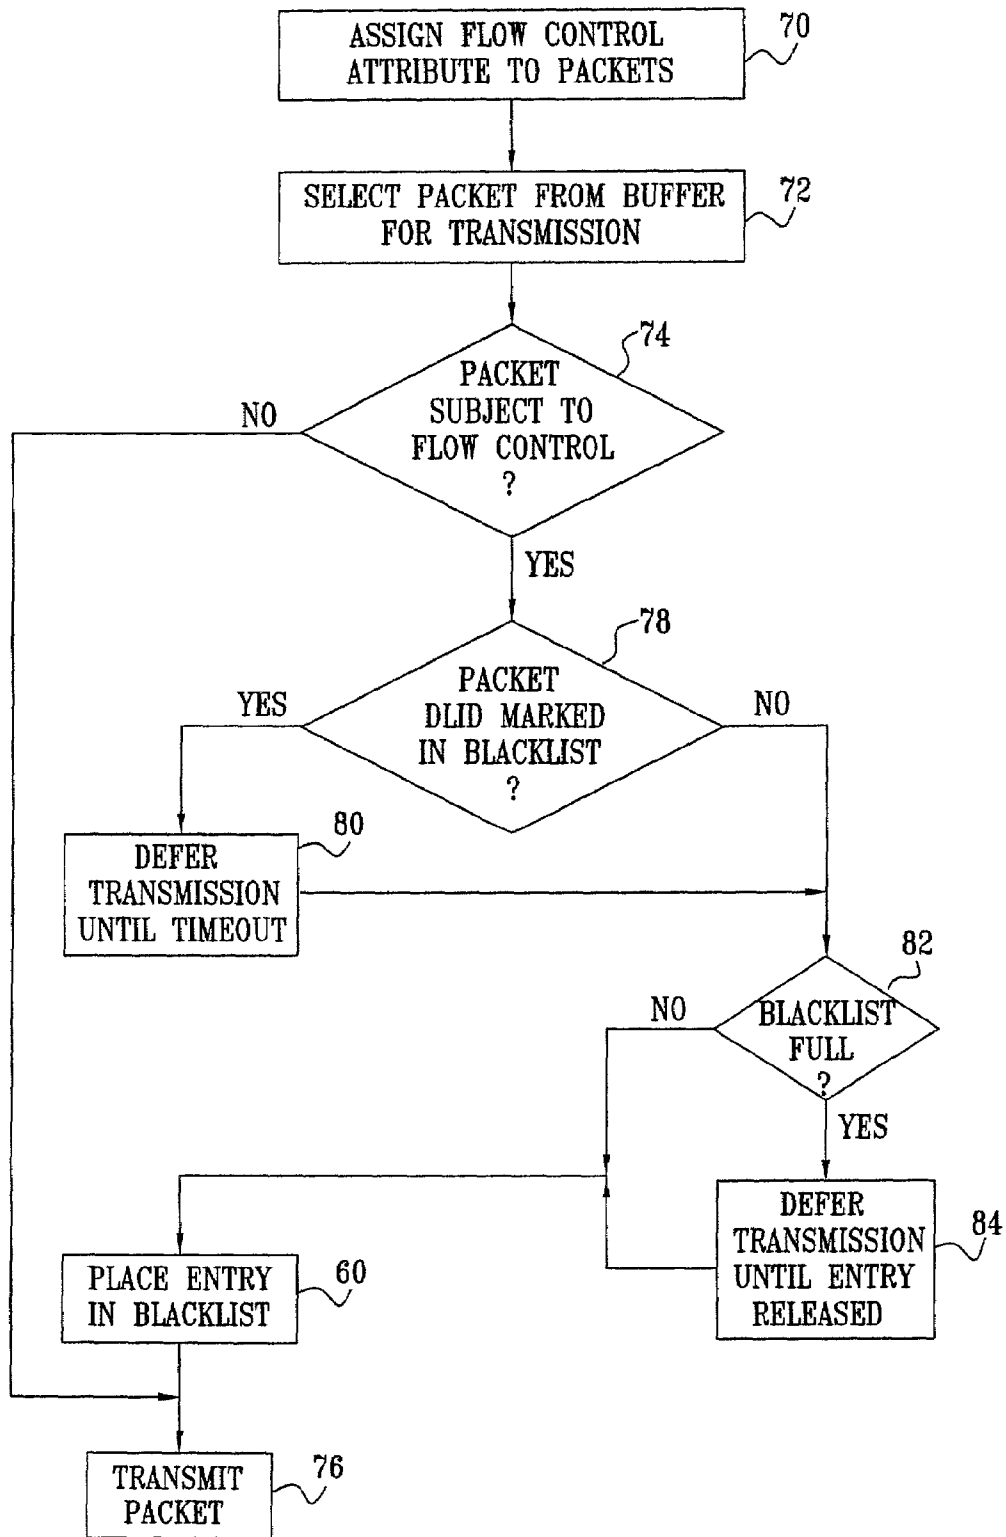 ASSIGN FLOW CONTROL
ATTRIBUTE TO PACKETS
70
SELECT PACKET FROM BUFFER
FOR TRANSMISSION
72
PACKET
SUBJECT TO
FLOW CONTROL
?
74
NO
YES
PACKET
DLID MARKED
IN BLACKLIST
?
78
YES
NO
DEFER
TRANSMISSION
UNTIL TIMEOUT
80
BLACKLIST
FULL
?
82
NO
YES
DEFER
TRANSMISSION
UNTIL ENTRY
RELEASED
84
PLACE ENTRY
IN BLACKLIST
60
TRANSMIT
PACKET
76